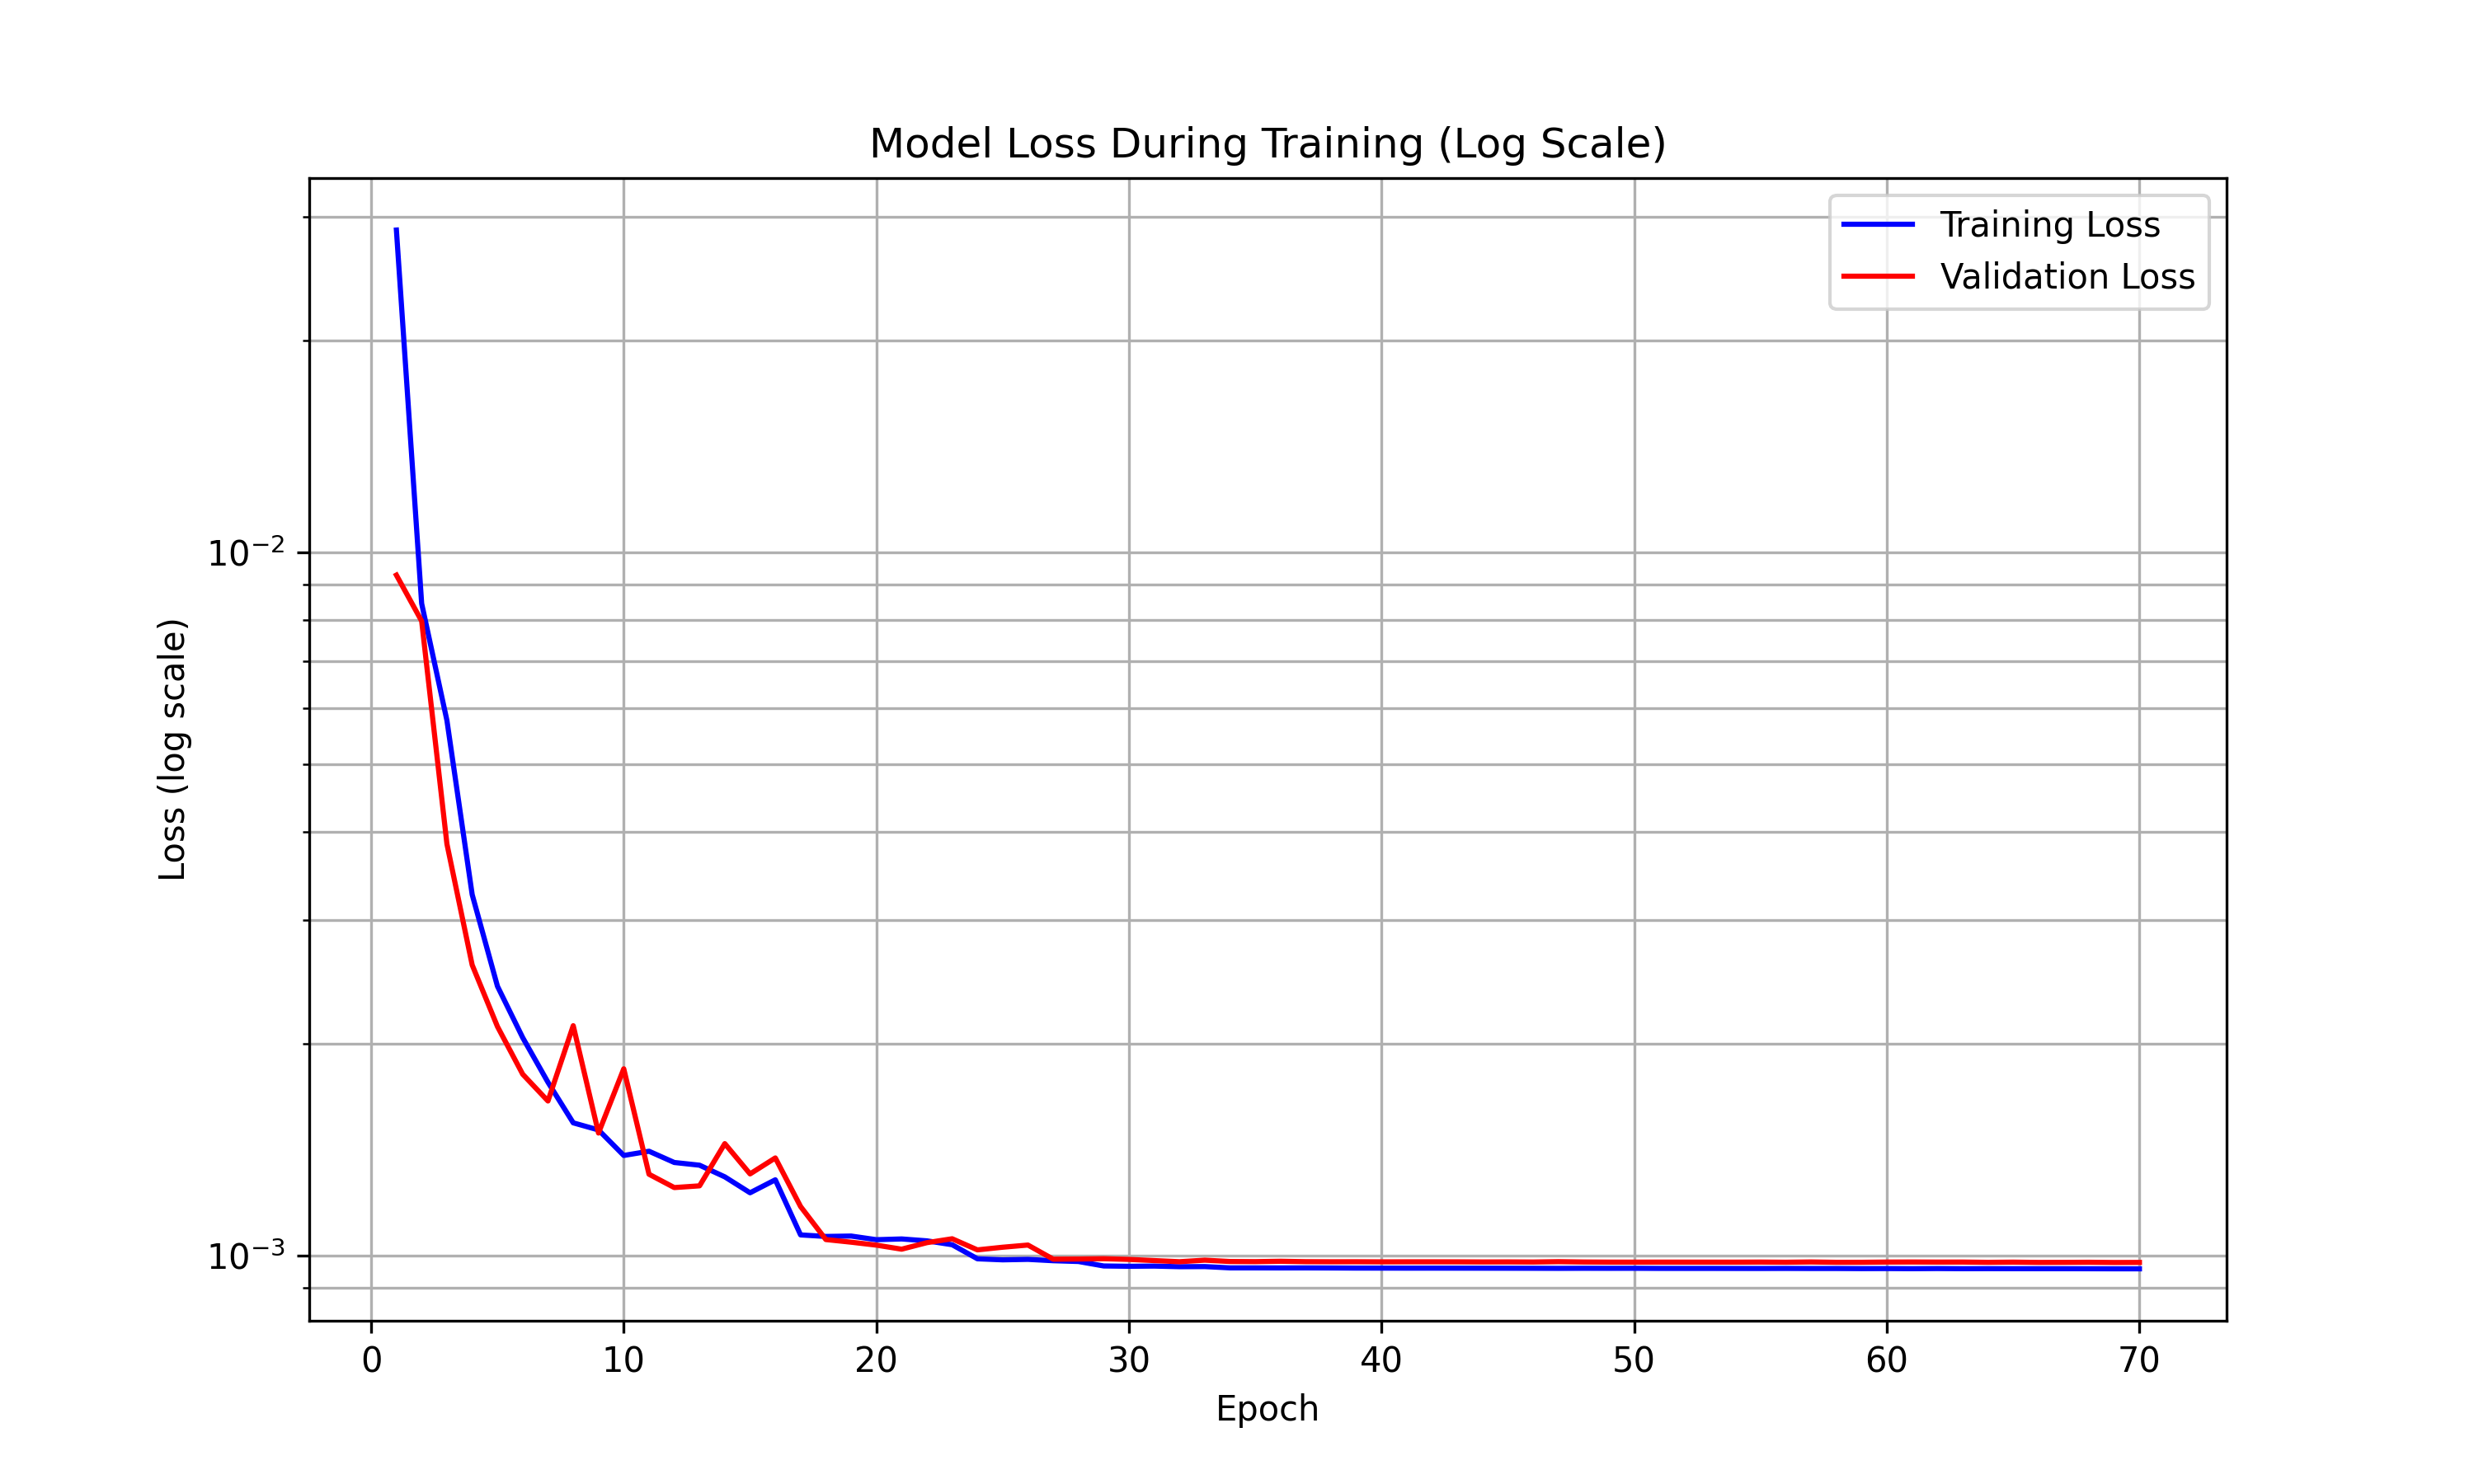 Model Loss During Training (Log Scale)
Training Loss
Validation Loss
Loss (log scale)
10⁻²
10⁻³
0 10 20 30 40 50 60 70
Epoch